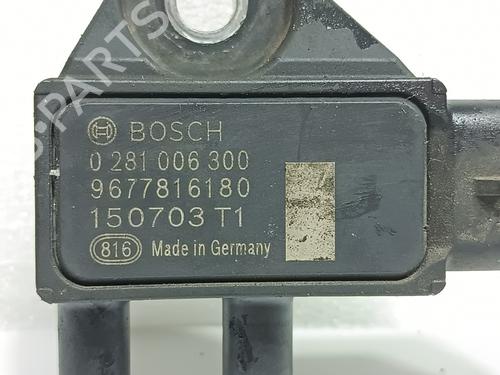 BOSCH
0 281 006 300
9677816180
150703 T1
816 Made in Germany